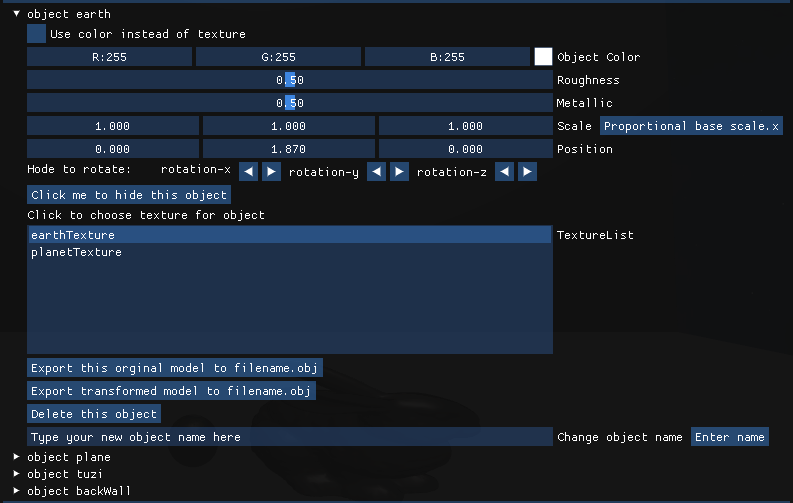 object earth
Use color instead of texture
R:255 G:255 B:255 Object Color
0.50 Roughness
0.50 Metallic
1.000 1.000 1.000 Scale Proportional base scale.x
0.000 1.870 0.000 Position
Hode to rotate: rotation-x rotation-y rotation-z
Click me to hide this object
Click to choose texture for object
earthTexture TextureList
planetTexture
Export this orginal model to filename.obj
Export transformed model to filename.obj
Delete this object
Type your new object name here Change object name Enter name
object plane
object tuzi
object backWall